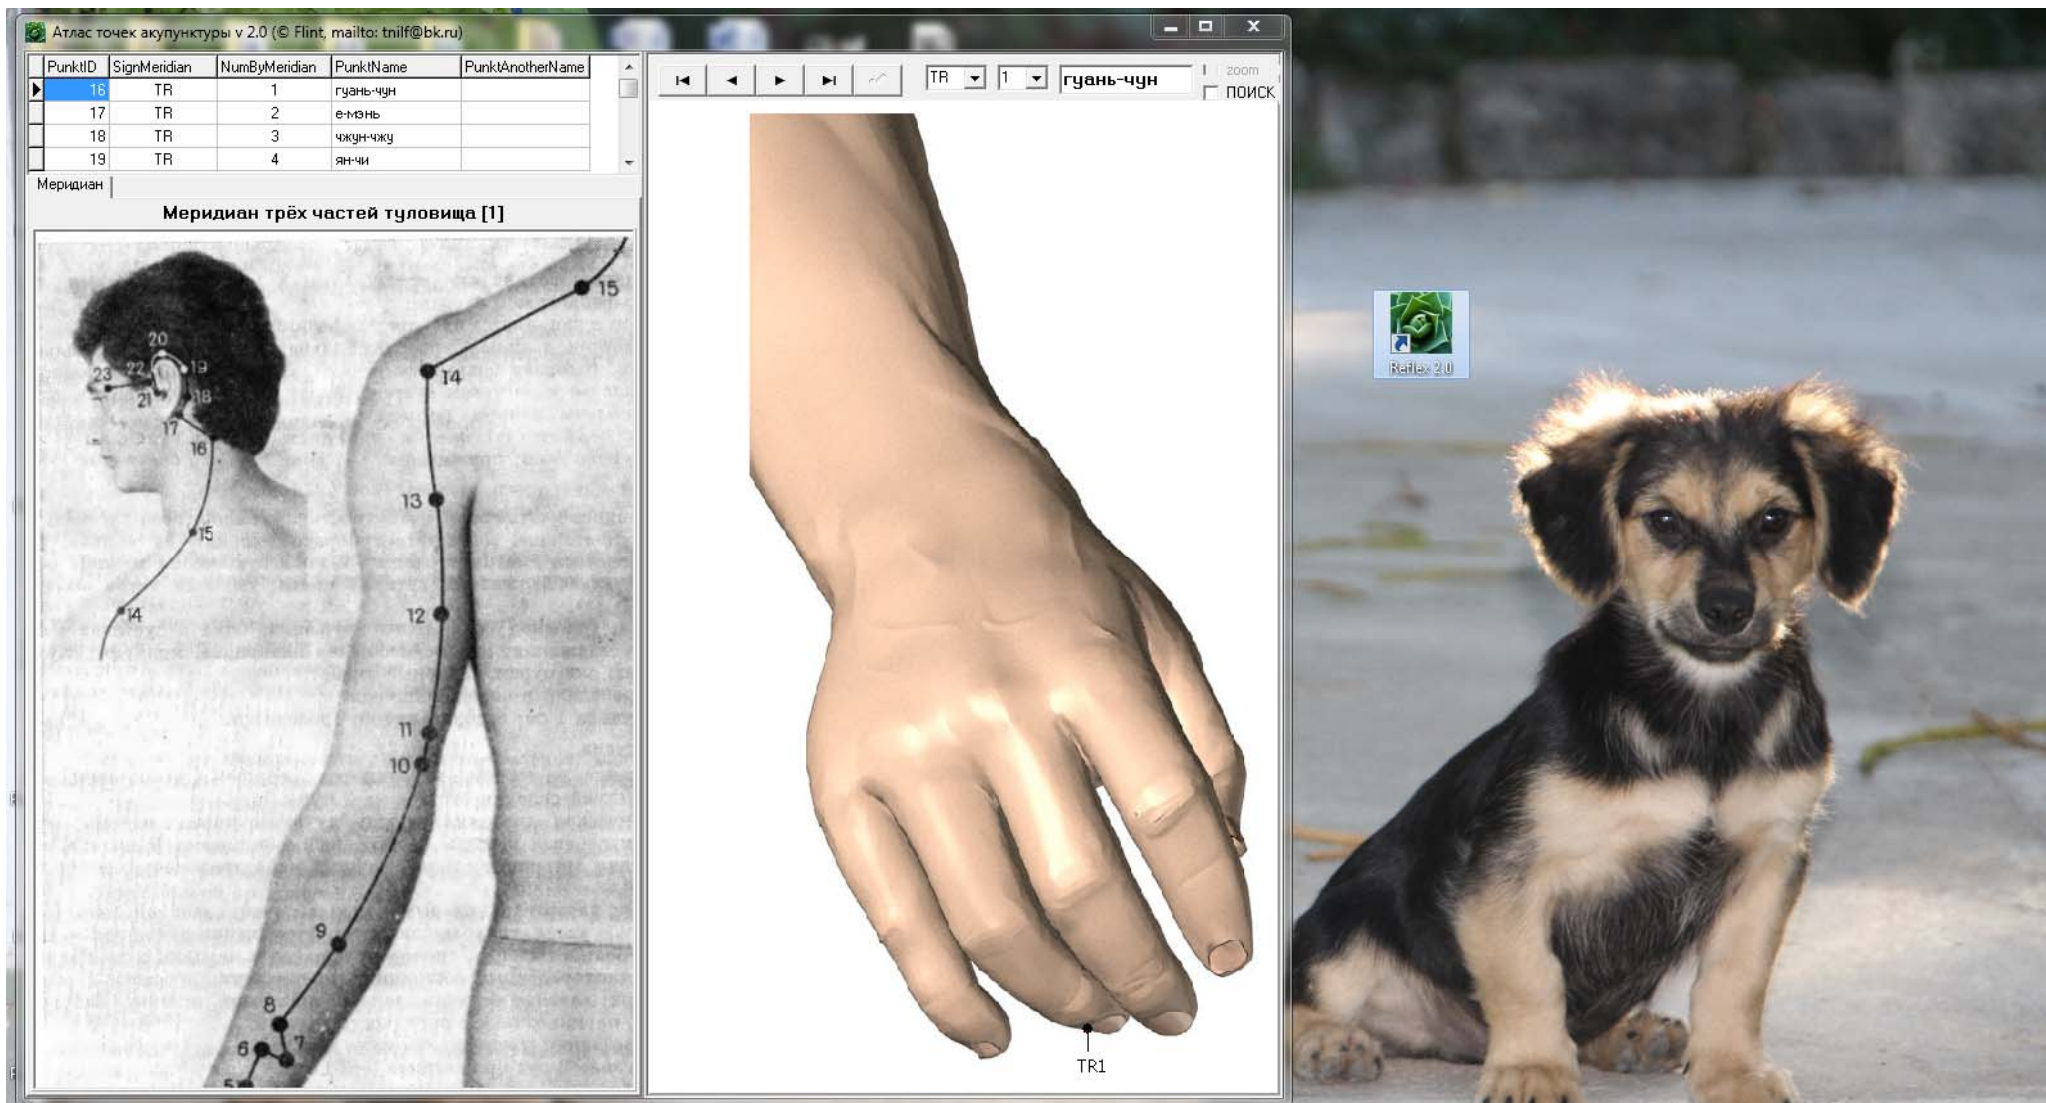 Атлас точек акупунктуры v 2.0 (© Flint, mailto: tnilf@bk.ru)
PunktID SignMeridian NumByMeridian PunktName PunktAnotherName
16 TR 1 гуань-чун
17 TR 2 е-мэнь
18 TR 3 чжун-чжу
19 TR 4 ян-чи
Меридиан
Меридиан трёх частей туловища [1]
TR 1 гуань-чун
zoom
ПОИСК
15
14
13
12
11
10
9
8
7
6
5
20
19
22
23
18
21
17
16
15
14
TR1
Reflex 2.0